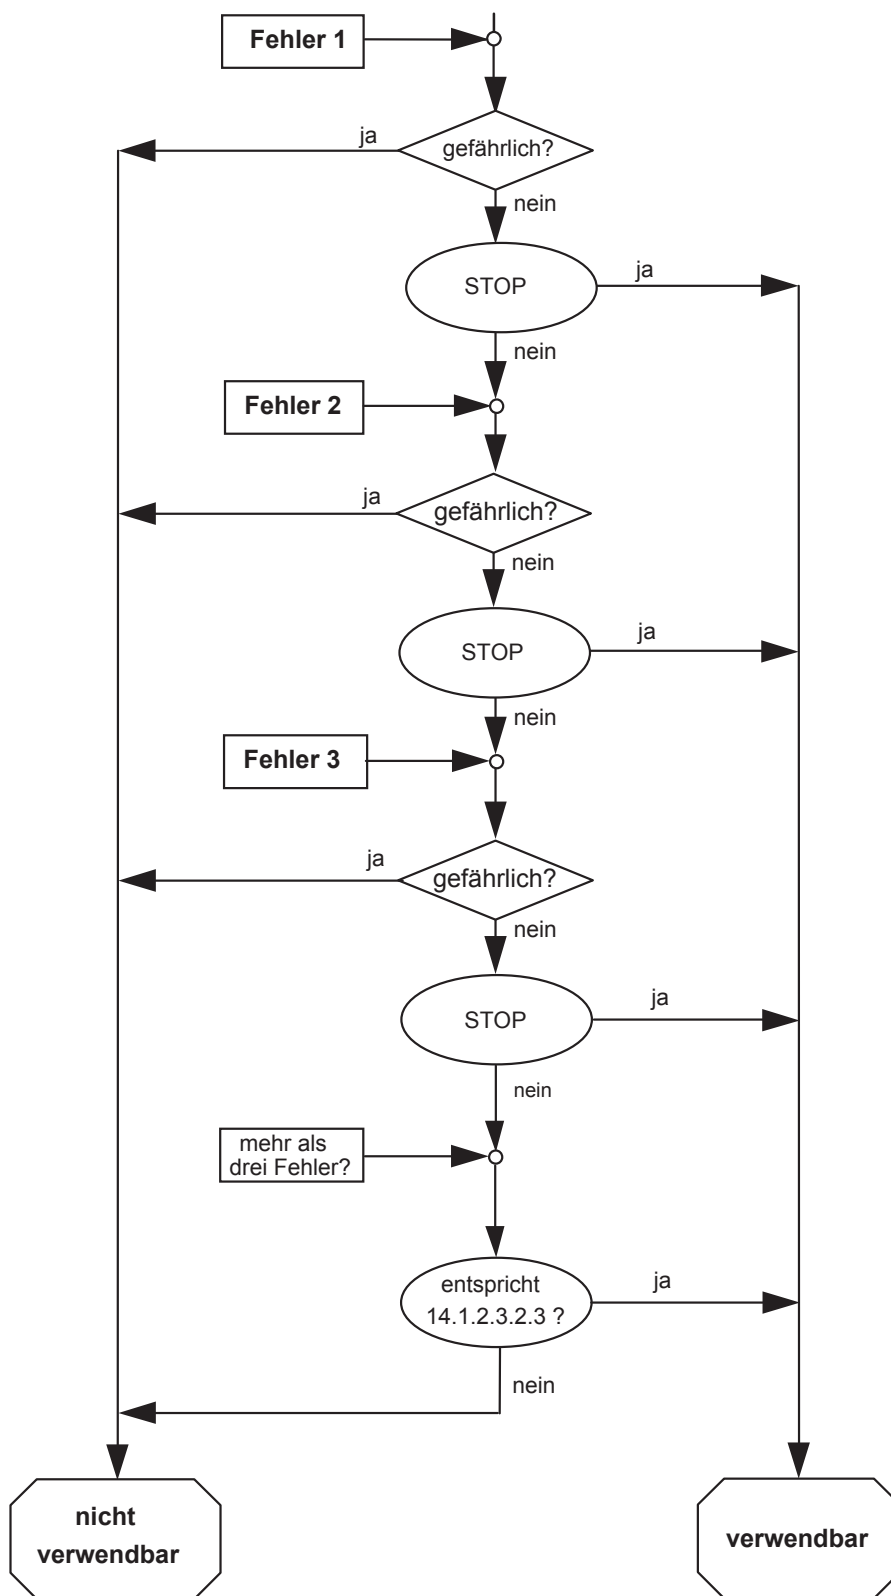 Fehler 1
ja
gefährlich?
nein
STOP
ja
nein
Fehler 2
ja
gefährlich?
nein
STOP
ja
nein
Fehler 3
ja
gefährlich?
nein
STOP
ja
nein
mehr als
drei Fehler?
entspricht
14.1.2.3.2.3 ?
ja
nein
nicht
verwendbar
verwendbar